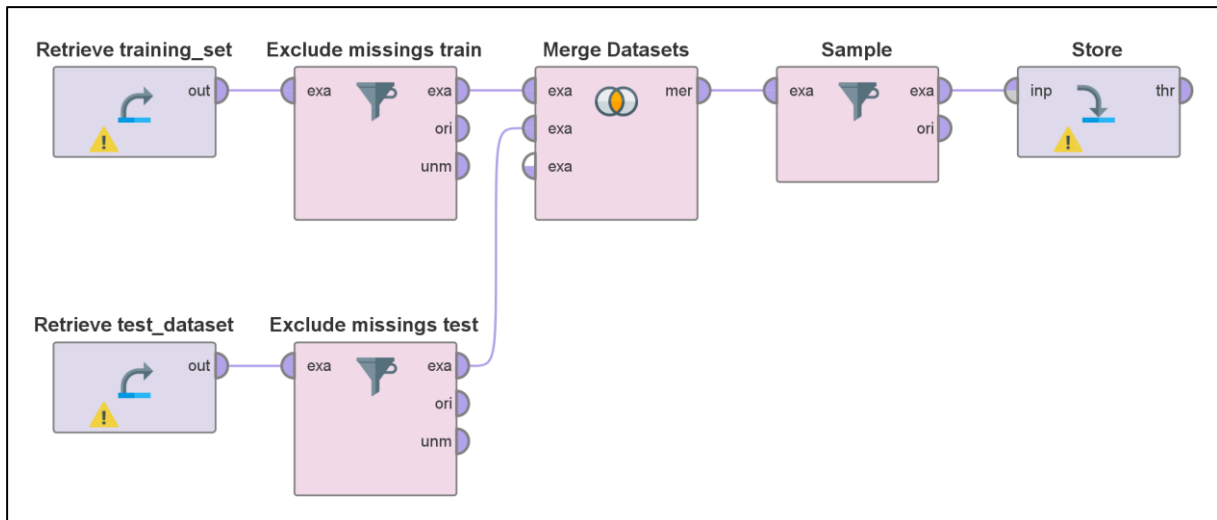 Retrieve training_set
out
Exclude missings train
exa
exa
ori
unm
Merge Datasets
exa
exa
exa
mer
Sample
exa
exa
ori
Store
inp
thr
Retrieve test_dataset
out
Exclude missings test
exa
exa
ori
unm